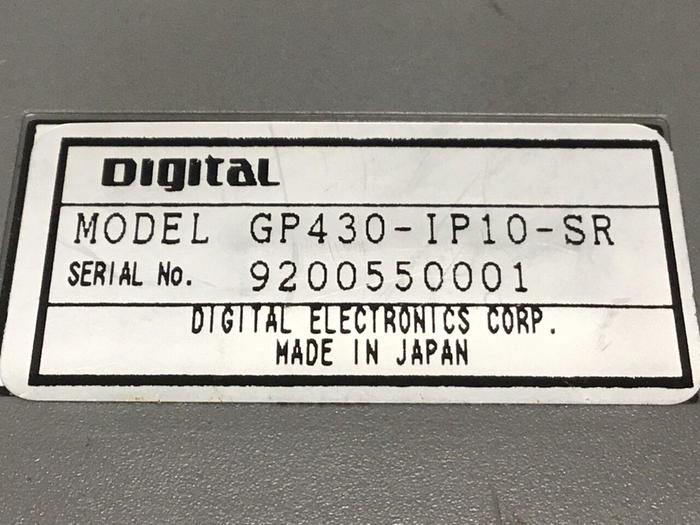 DIgItaL
MODEL GP430-IP10-SR
SERIAL No. 9200550001
DIGITAL ELECTRONICS CORP.
MADE IN JAPAN